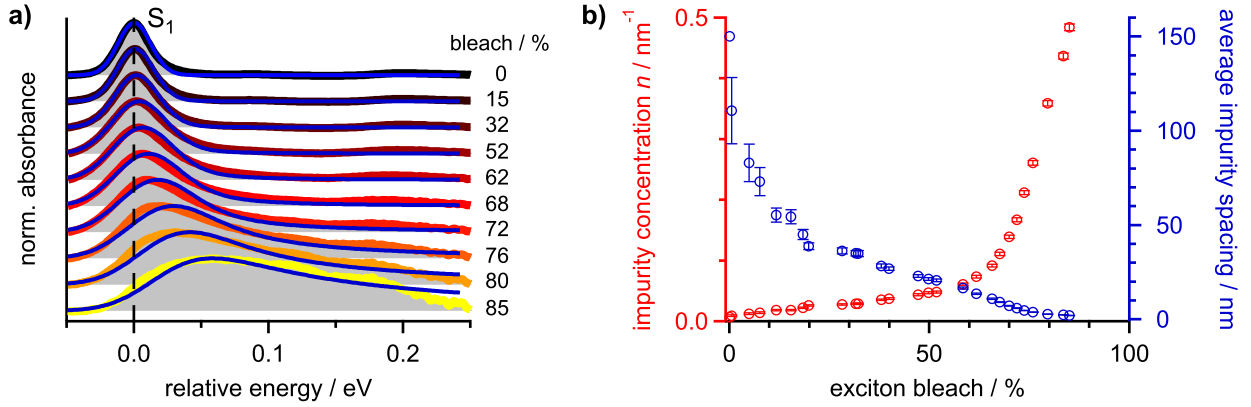 a)
S1
bleach / %
0
15
32
52
62
68
72
76
80
85
norm. absorbance
0.0
0.1
0.2
relative energy / eV
b)
impurity concentration n / nm-1
0.5
0.0
0
50
100
exciton bleach / %
150
100
50
0
average impurity spacing / nm